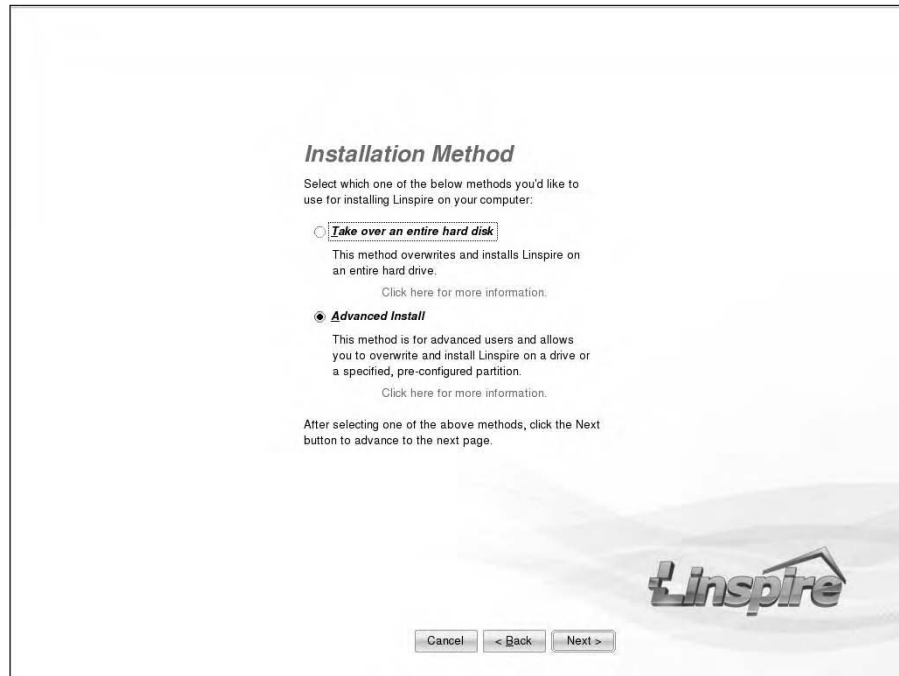 Installation Method
Select which one of the below methods you'd like to
use for installing Linspire on your computer:
Take over an entire hard disk
This method overwrites and installs Linspire on
an entire hard drive.
Click here for more information.
Advanced Install
This method is for advanced users and allows
you to overwrite and install Linspire on a drive or
a specified, pre-configured partition.
Click here for more information.
After selecting one of the above methods, click the Next
button to advance to the next page.
Linspire
Cancel < Back Next >